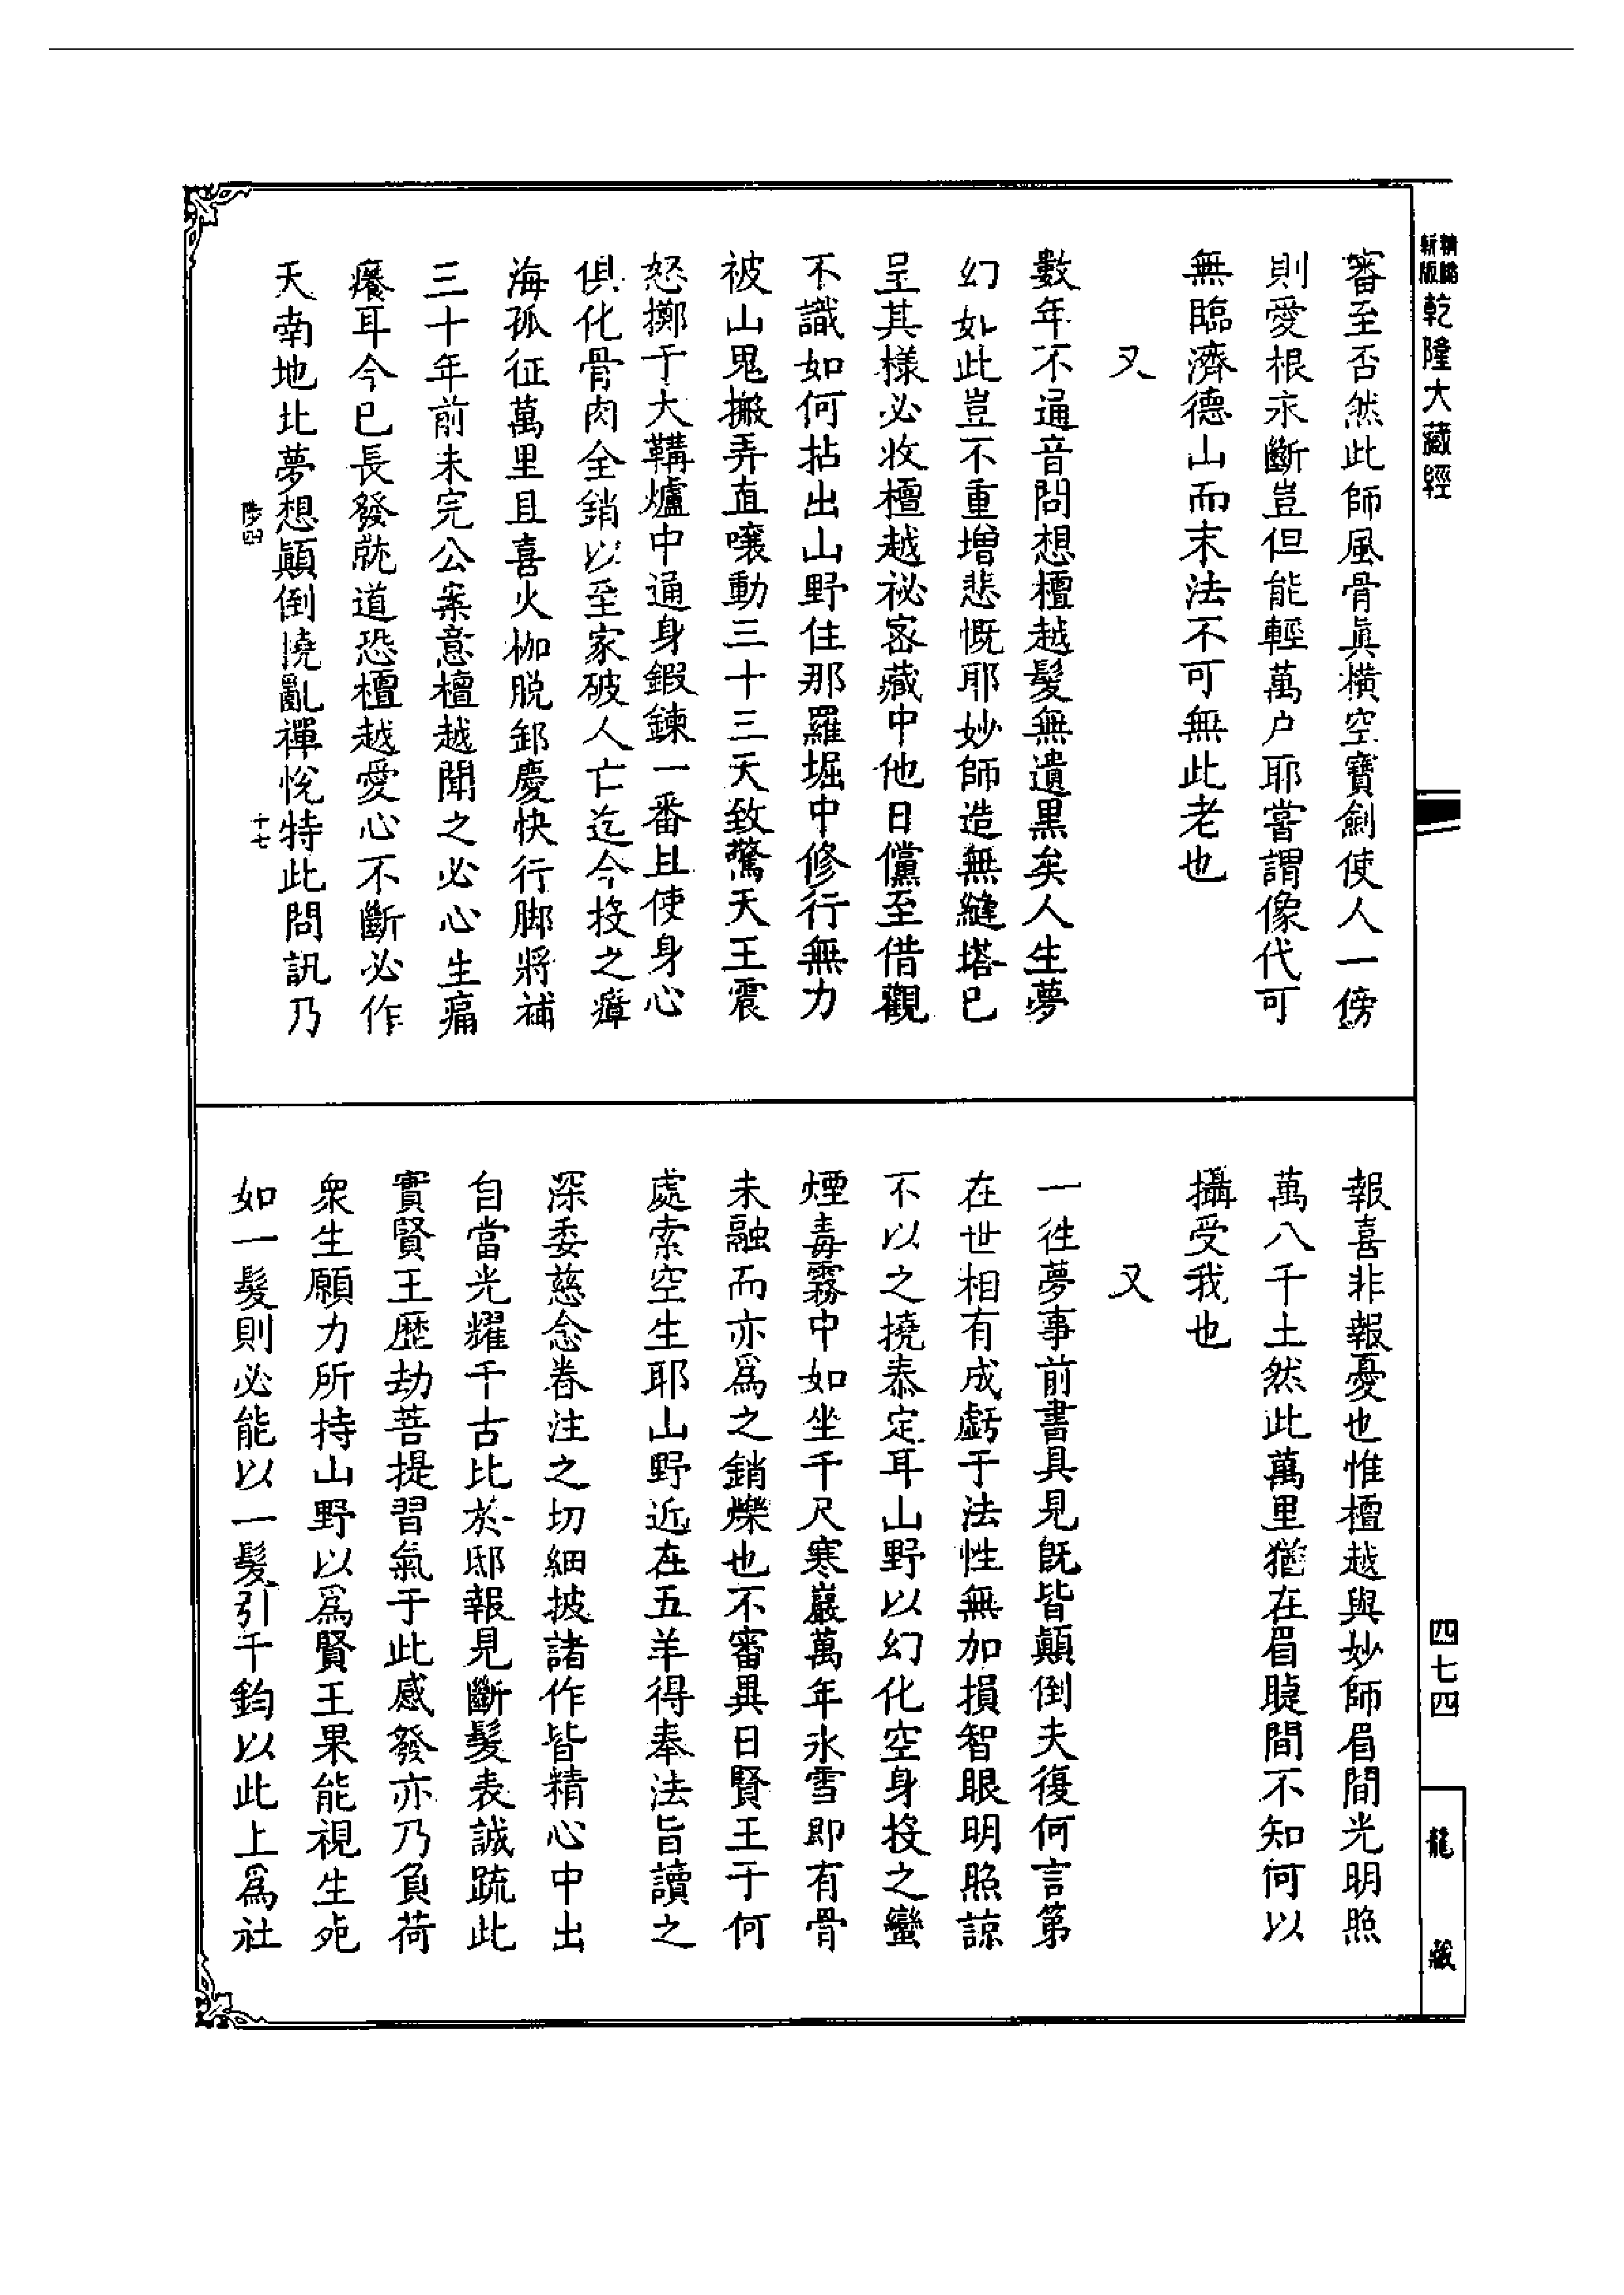 乾隆大藏經
審至否然此師風骨眞橫空寶劍使人一傍
則愛根永斷豈但能輕萬户耶嘗謂像代可
無臨濟德山而末法不可無此老也
又
數年不通音問想檀越髮無遺黑矣人生夢
幻如此豈不重增悲慨耶妙師造無縫塔已
呈其樣必收檀越祕密藏中他日儻至借觀
不識如何拈出山野住那羅堀中修行無力
被山鬼搬弄直嚷動三十三天致驚天王震
怒擲于大鞲爐中通身鍜鍊一番且使身心
俱化骨肉全銷以至家破人亡迄今投之瘴
海孤征萬里且喜火枷脱卸慶快行脚將補
三十年前未完公案意檀越聞之必心生痛
癢耳今已長發就道恐檀越愛心不斷必作
天南地北夢想顚倒撓亂禪悅特此問訊乃
十七
報喜非報憂也惟檀越與妙師眉間光明照
萬八千土然此萬里猶在眉睫間不知何以
攝受我也
又
一往夢事前書具見旣皆顚倒夫復何言第
在世相有成虧于法性無加損智眼明照諒
不以之撓泰定耳山野以幻化空身投之蠻
煙毒霧中如坐千尺寒巖萬年氷雪即有骨
未融而亦爲之銷爍也不審異日賢王于何
處索空生耶山野近在五羊得奉法旨讀之
深委慈念眷注之切細披諸作皆精心中出
自當光耀千古比於邸報見斷髮表誠䟽此
實賢王歷劫菩提習氣于此感發亦乃負荷
衆生願力所持山野以爲賢王果能視生死
如一髮則必能以一髮引千鈞以此上爲社
四七四
龍藏